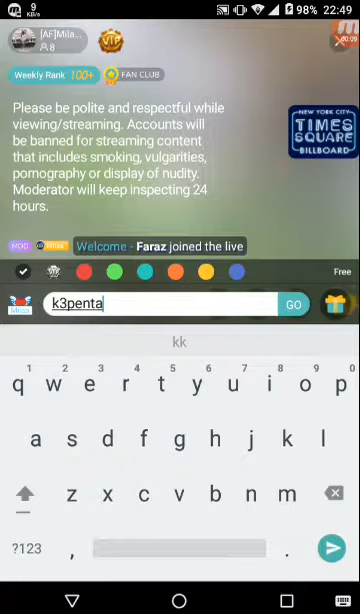 9
KB/s
98% 22:49
[AF]Mila...
8
VIP
00:09
Weekly Rank 100+
FAN CLUB
Please be polite and respectful while
viewing/streaming. Accounts will
be banned for streaming content
that includes smoking, vulgarities,
pornography or display of nudity.
Moderator will keep inspecting 24
hours.
NEW YORK CITY
TIMES
SQUARE
BILLBOARD
MOD Welcome - Faraz joined the live
Free
k3penta
GO
kk
1 2 3 4 5 6 7 8 9 0
q w e r t y u i o p
a s d f g h j k l
z x c v b n m
?123 , .